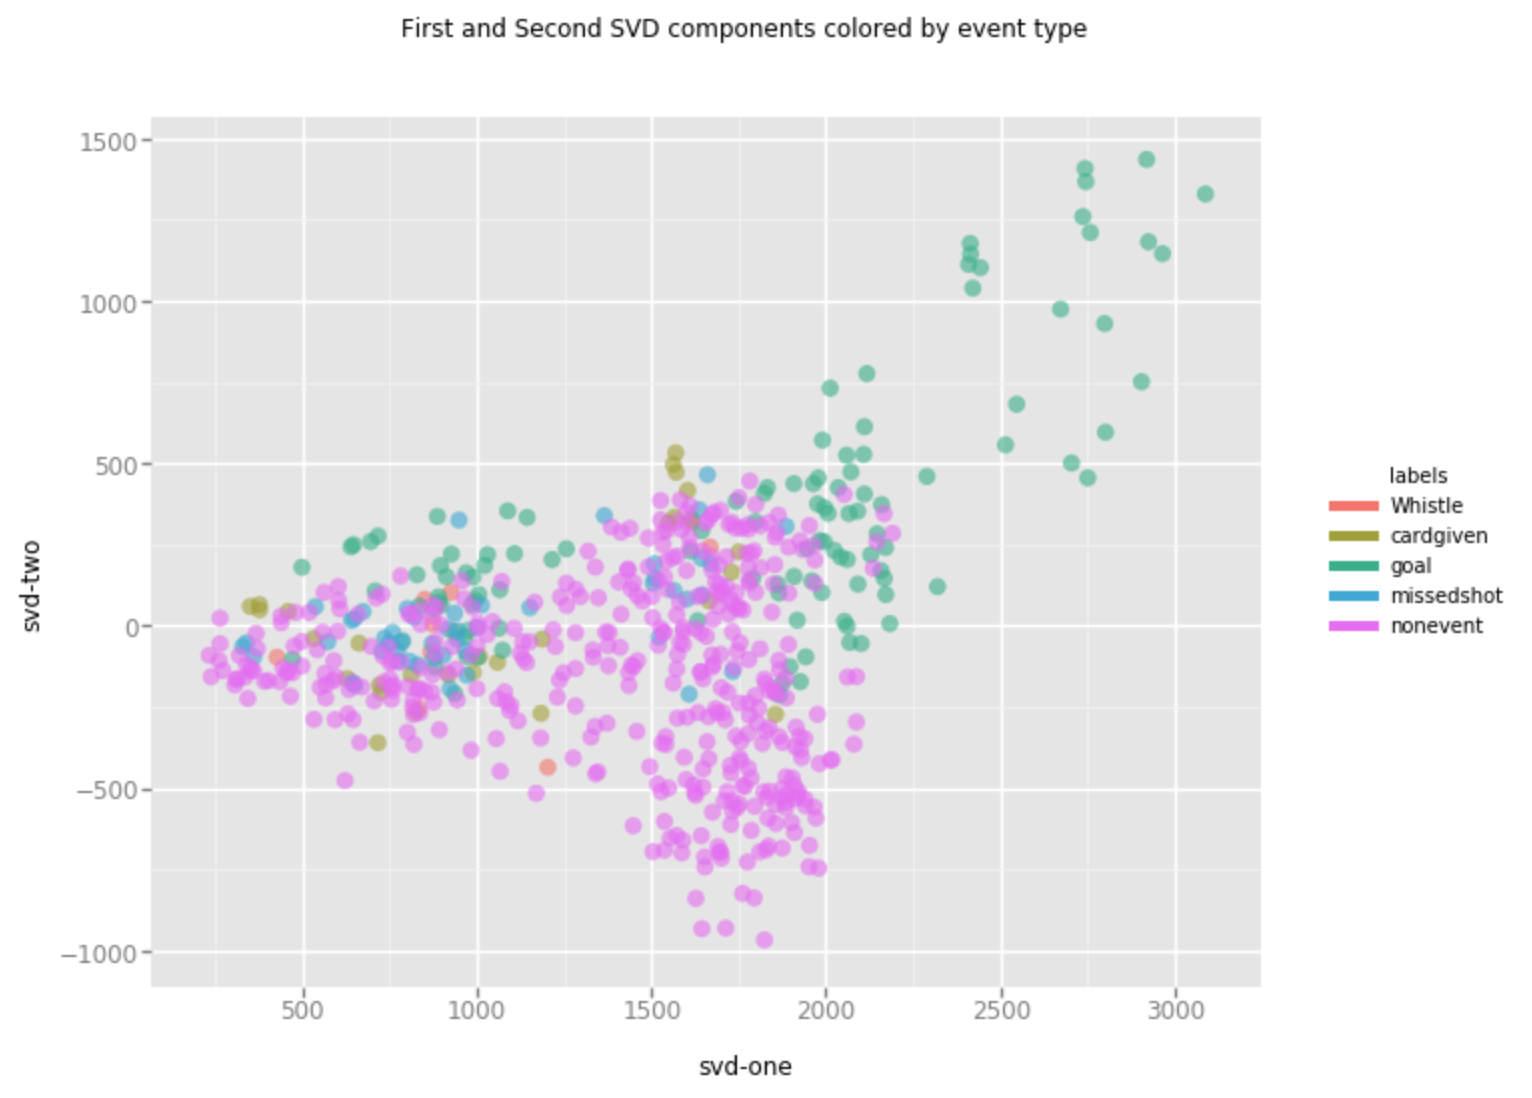 First and Second SVD components colored by event type
1500
1000
500
0
−500
−1000
svd-two
500 1000 1500 2000 2500 3000
svd-one
labels
Whistle
cardgiven
goal
missedshot
nonevent